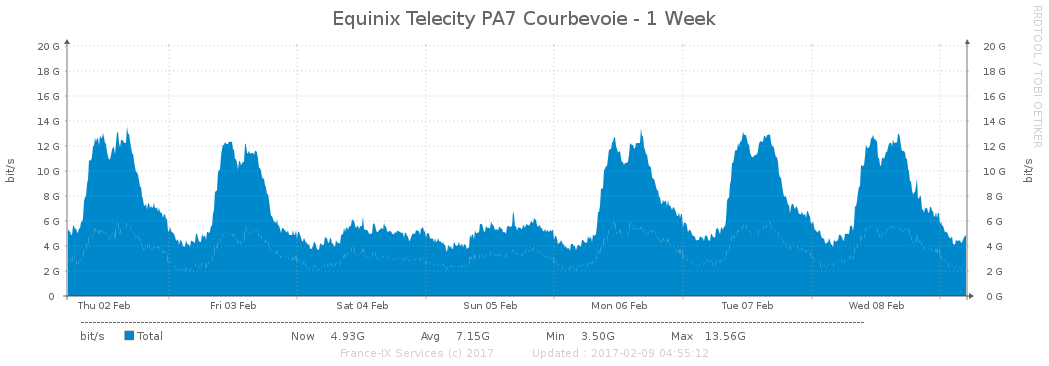 Equinix Telecity PA7 Courbevoie - 1 Week
RRDTOOL / TOBI OETIKER
bit/s
20 G
18 G
16 G
14 G
12 G
10 G
8 G
6 G
4 G
2 G
0
20 G
18 G
16 G
14 G
12 G
10 G
8 G
6 G
4 G
2 G
0 G
bit/s
Thu 02 Feb Fri 03 Feb Sat 04 Feb Sun 05 Feb Mon 06 Feb Tue 07 Feb Wed 08 Feb
bit/s Total Now 4.93G Avg 7.15G Min 3.50G Max 13.56G
France-IX Services (c) 2017 Updated : 2017-02-09 04:55:12